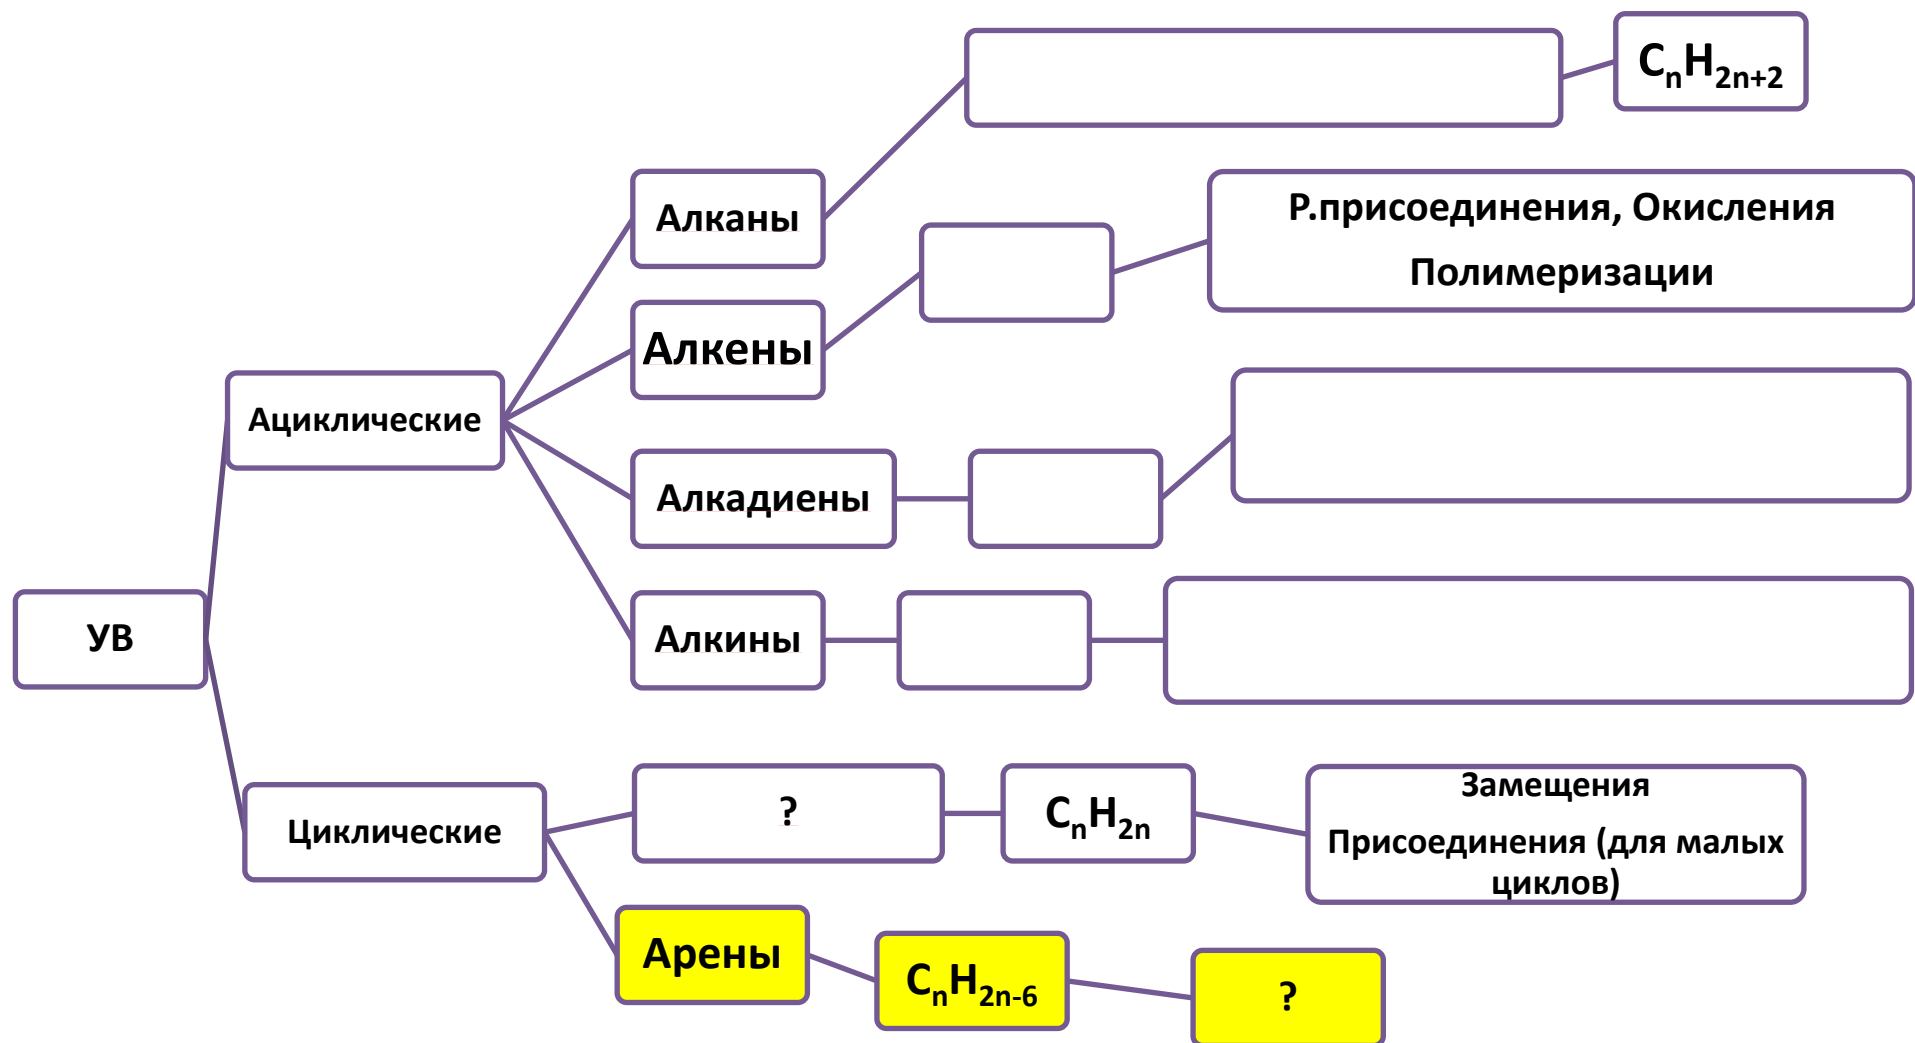 CnH2n+2
Алканы
Р.присоединения, Окисления
Полимеризации
Алкены
Ациклические
Алкадиены
УВ
Алкины
?
CnH2n
Замещения
Присоединения (для малых
циклов)
Циклические
Арены
CnH2n-6
?